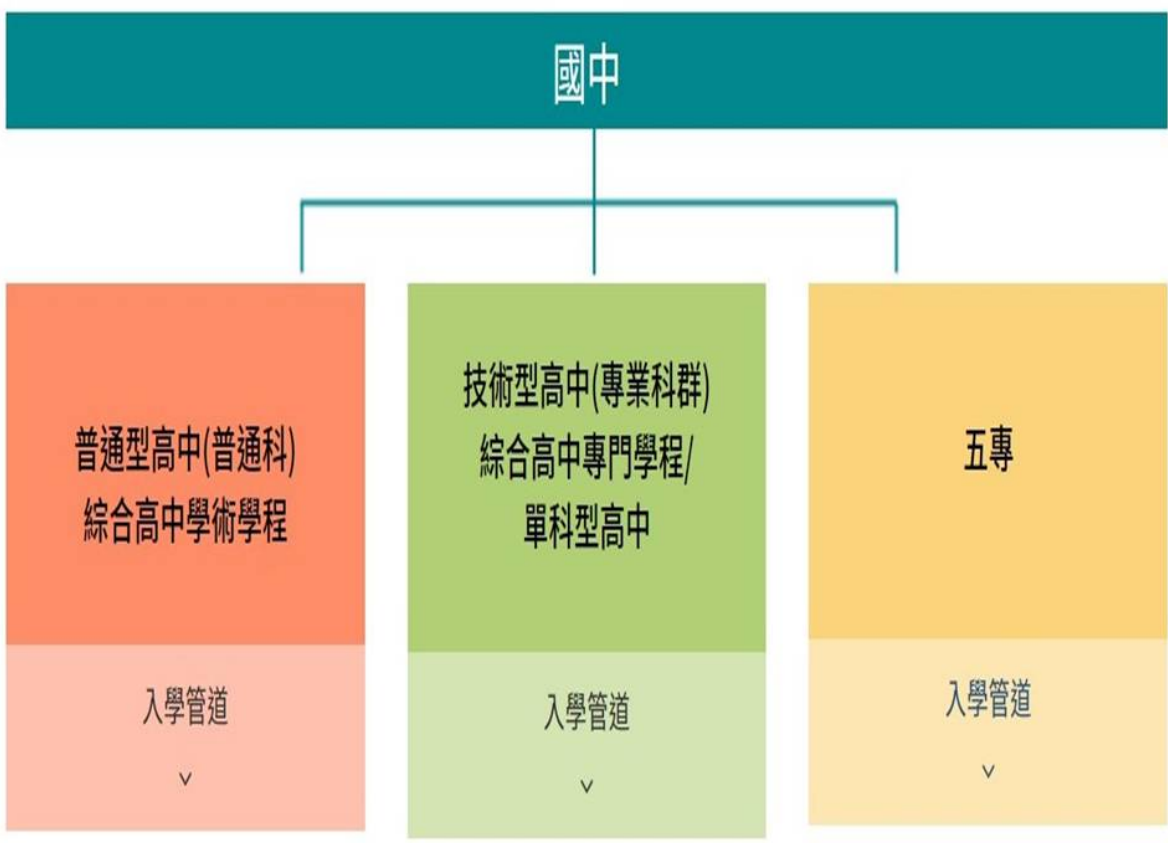 國中
普通型高中(普通科)
綜合高中學術學程
入學管道
技術型高中(專業科群)
綜合高中專門學程/
單科型高中
入學管道
五專
入學管道